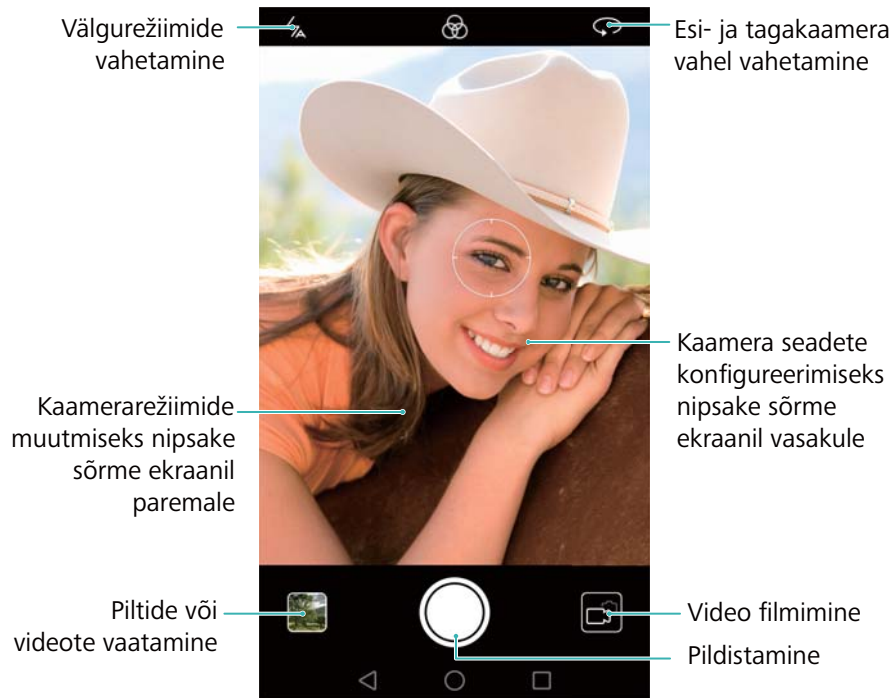 Välgurežiimide
vahetamine
Esi- ja tagakaamera
vahel vahetamine
Kaamera seadete
konfigureerimiseks
nipsake sõrme
ekraanil vasakule
Kaamerarežiimide
muutmiseks nipsake
sõrme ekraanil
paremale
Piltide või
videote vaatamine
Video filmimine
Pildistamine